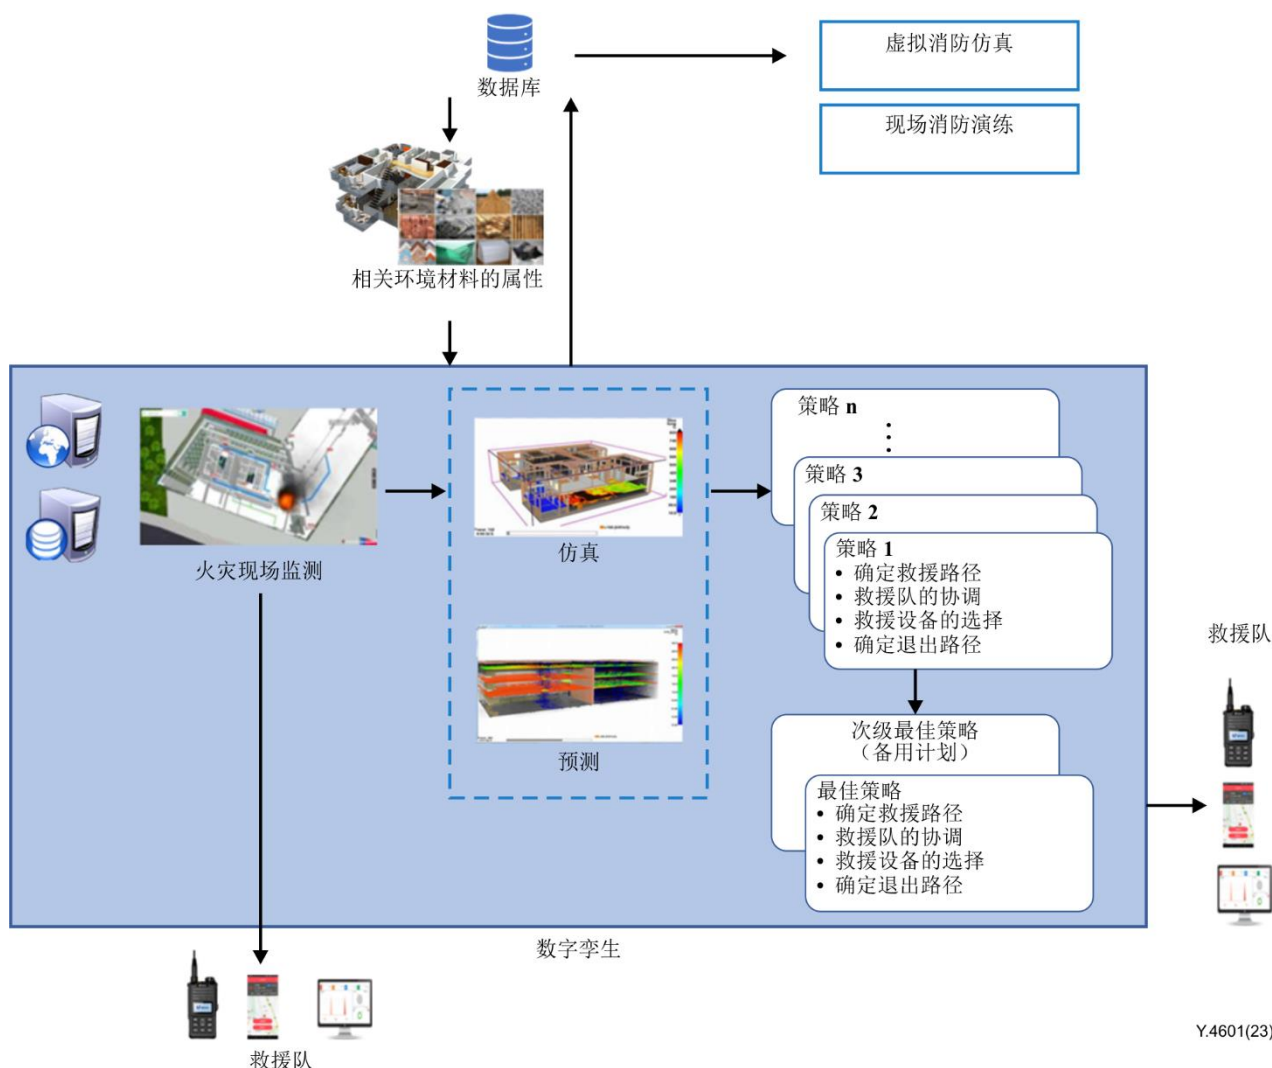 数据库
虚拟消防仿真
现场消防演练
相关环境材料的属性
火灾现场监测
仿真
预测
策略 n
策略 3
策略 2
策略 1
• 确定救援路径
• 救援队的协调
• 救援设备的选择
• 确定退出路径
次级最佳策略
（备用计划）
最佳策略
• 确定救援路径
• 救援队的协调
• 救援设备的选择
• 确定退出路径
救援队
数字孪生
救援队
Y.4601(23)